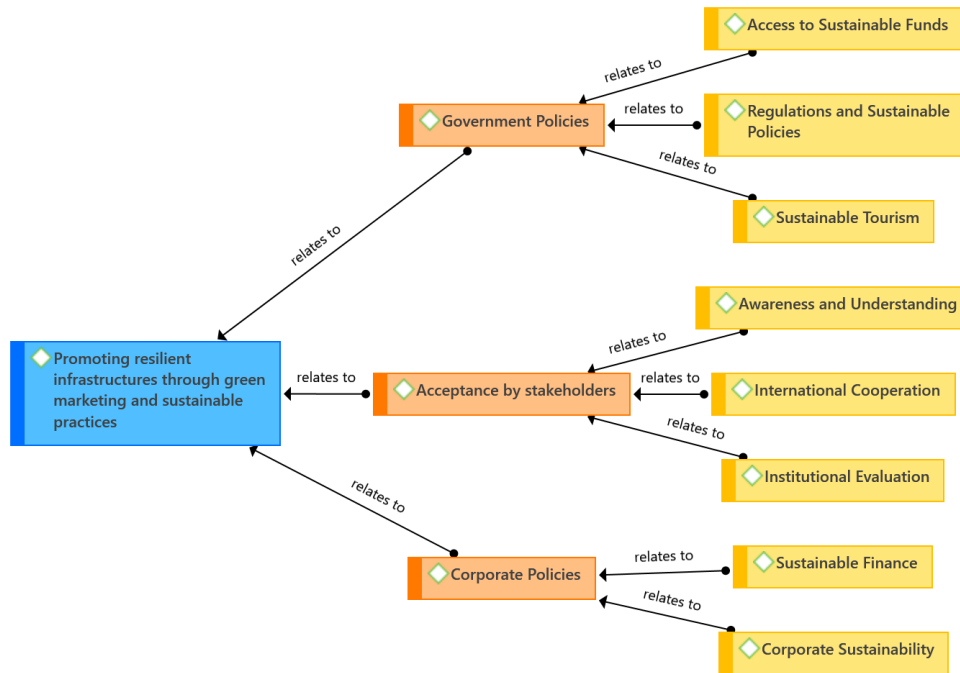 Access to Sustainable Funds
relates to
Government Policies
relates to
Regulations and Sustainable
Policies
relates to
Sustainable Tourism
relates to
Awareness and Understanding
relates to
Promoting resilient
infrastructures through green
marketing and sustainable
practices
relates to
Acceptance by stakeholders
relates to
International Cooperation
relates to
Institutional Evaluation
relates to
Corporate Policies
relates to
Sustainable Finance
relates to
Corporate Sustainability